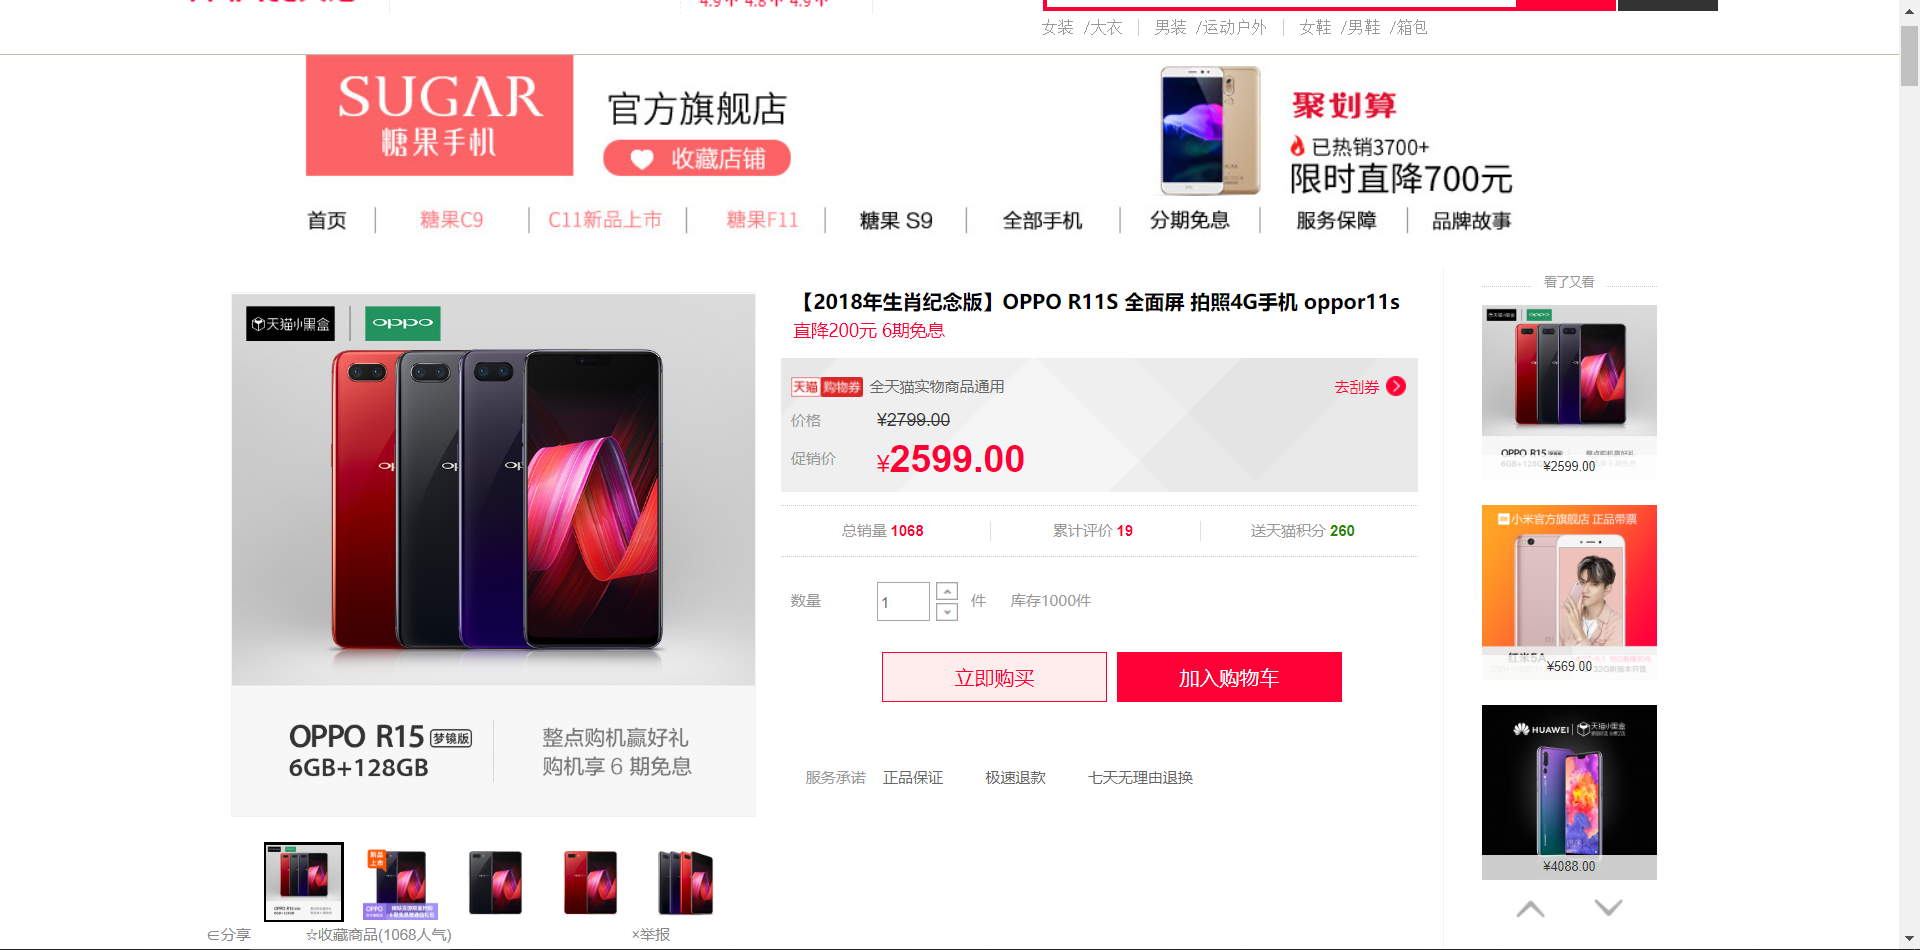 女装 /大衣 男装 /运动户外 女鞋 /男鞋 /箱包
SUGAR
糖果手机
官方旗舰店
收藏店铺
聚划算
已热销3700+
限时直降700元
首页 糖果C9 C11新品上市 糖果F11 糖果 S9 全部手机 分期免息 服务保障 品牌故事
天猫小黑盒 oppo
OPPO R15 梦镜版
6GB+128GB
整点购机赢好礼
购机享 6 期免息
∈分享 ☆收藏商品(1068人气) ×举报
【2018年生肖纪念版】OPPO R11S 全面屏 拍照4G手机 oppor11s
直降200元 6期免息
天猫 购物券 全天猫实物商品通用 去刮券
价格 ¥2799.00
促销价 ¥2599.00
总销量 1068 累计评价 19 送天猫积分 260
数量 1 件 库存1000件
立即购买 加入购物车
服务承诺 正品保证 极速退款 七天无理由退换
看了又看
OPPO R15
¥2599.00
小米官方旗舰店 正品带票
红米5A
¥569.00
HUAWEI 天猫小黑盒
¥4088.00